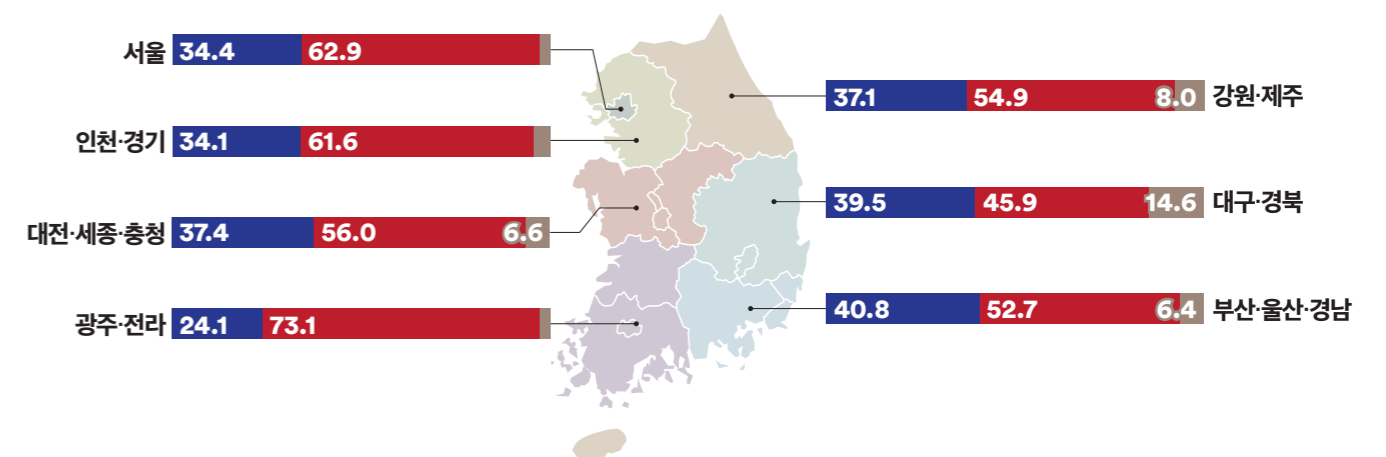 서울 34.4 62.9
인천·경기 34.1 61.6
대전·세종·충청 37.4 56.0 6.6
광주·전라 24.1 73.1
37.1 54.9 8.0 강원·제주
39.5 45.9 14.6 대구·경북
40.8 52.7 6.4 부산·울산·경남